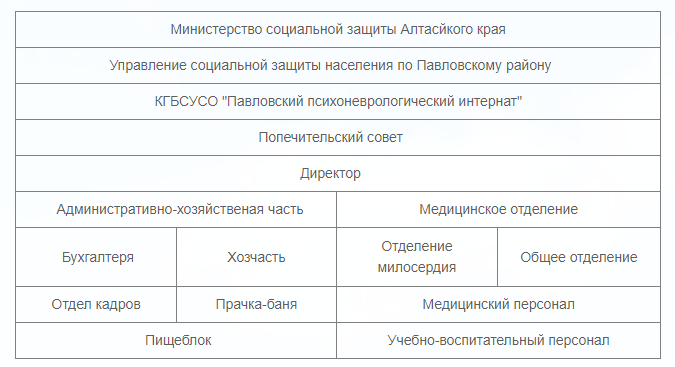 Министерство социальной защиты Алтасйкого края
Управление социальной защиты населения по Павловскому району
КГБСУСО "Павловский психоневрологический интернат"
Попечительский совет
Директор
Административно-хозяйственая часть
Медицинское отделение
Бухгалтеря
Хозчасть
Отделение
милосердия
Общее отделение
Отдел кадров
Прачка-баня
Медицинский персонал
Пищеблок
Учебно-воспитательный персонал